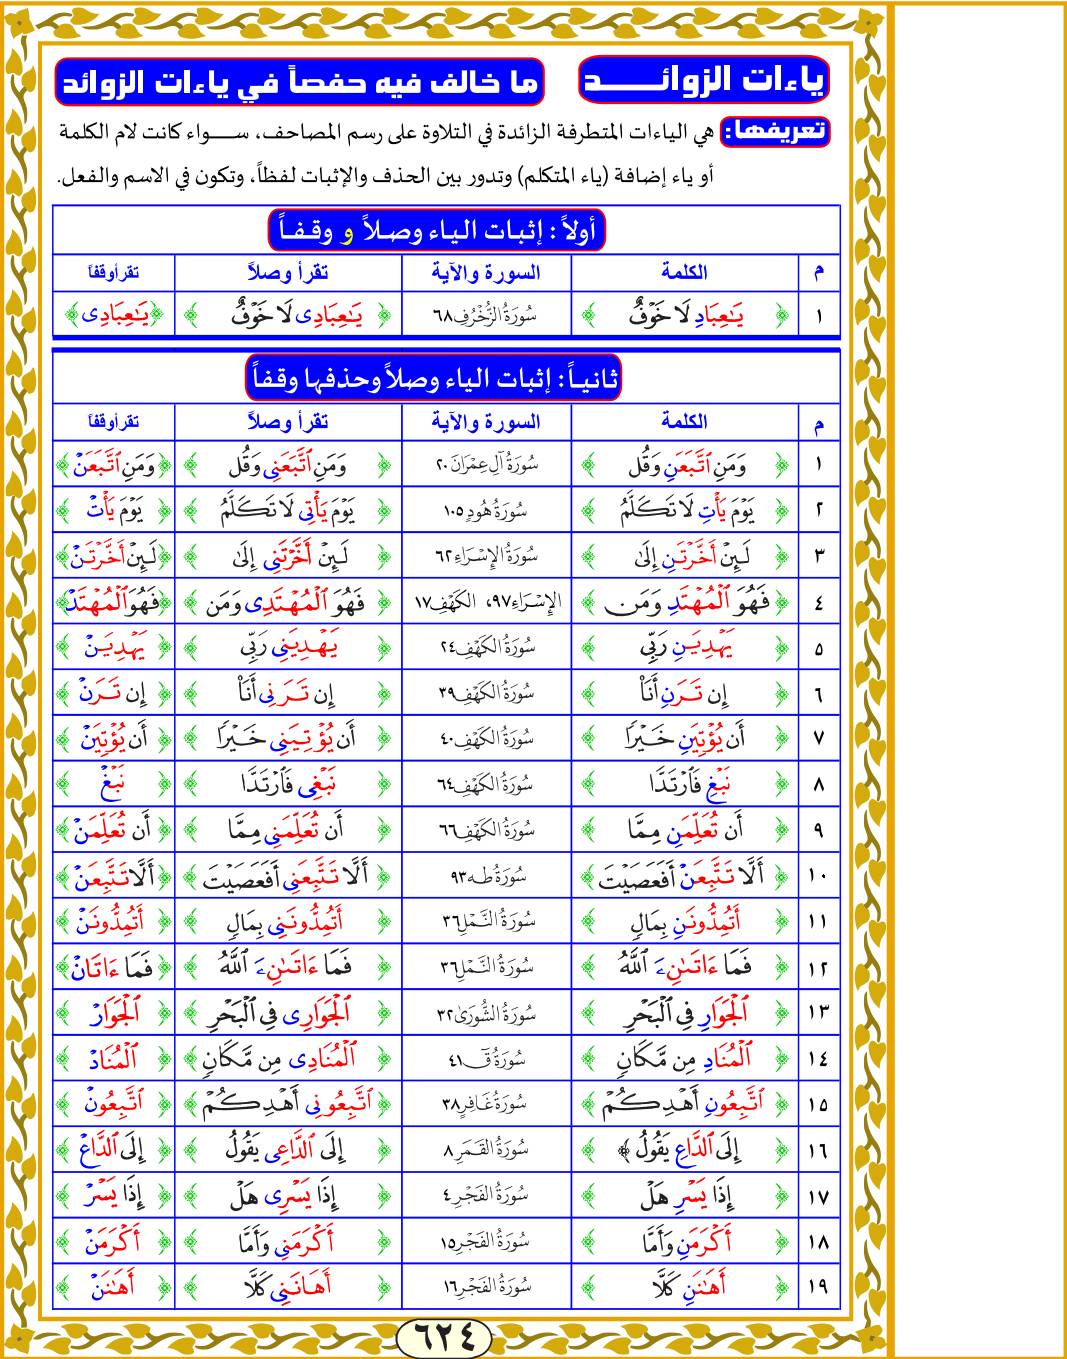 ياءات الزوائـــــد
ما خالف فيه حفصاً في ياءات الزوائد
تعريفها: هي الياءات المتطرفة الزائدة في التلاوة على رسم المصاحف، ســـواء كانت لام الكلمة
أو ياء إضافة (ياء المتكلم) وتدور بين الحذف والإثبات لفظاً، وتكون في الاسم والفعل.
أولاً : إثبات الياء وصلاً و وقفاً
م الكلمة السورة والآية تقرأ وصلاً تقرأ وقفاً
١ ﴿ يَـٰعِبَادِ لَا خَوْفٌ ﴾ سُورَةُ الزُّخْرُفِ ٦٨ ﴿ يَـٰعِبَادِى لَا خَوْفٌ ﴾ ﴿يَـٰعِبَادِى﴾
ثانياً: إثبات الياء وصلاً وحذفها وقفاً
م الكلمة السورة والآية تقرأ وصلاً تقرأ وقفاً
١ ﴿ وَمَنِ ٱتَّبَعَنِ وَقُل ﴾ سُورَةُ آلِ عِمْرَانَ ٢٠ ﴿ وَمَنِ ٱتَّبَعَنِى وَقُل ﴾ ﴿وَمَنِ ٱتَّبَعَنْ﴾
٢ ﴿ يَوْمَ يَأْتِ لَا تَكَلَّمُ ﴾ سُورَةُ هُودٍ ١٠٥ ﴿ يَوْمَ يَأْتِى لَا تَكَلَّمُ ﴾ ﴿ يَوْمَ يَأْتْ ﴾
٣ ﴿ لَئِنْ أَخَّرْتَنِ إِلَىٰ ﴾ سُورَةُ الإِسْرَاءِ ٦٢ ﴿ لَئِنْ أَخَّرْتَنِى إِلَىٰ ﴾ ﴿لَئِنْ أَخَّرْتَنْ﴾
٤ ﴿ فَهُوَ ٱلْمُهْتَدِ وَمَن ﴾ الإِسْرَاءِ ٩٧، الكَهْفِ ١٧ ﴿ فَهُوَ ٱلْمُهْتَدِى وَمَن ﴾ ﴿فَهُوَ ٱلْمُهْتَدْ﴾
٥ ﴿ يَهْدِيَنِ رَبِّى ﴾ سُورَةُ الكَهْفِ ٢٤ ﴿ يَهْدِيَنِى رَبِّى ﴾ ﴿ يَهْدِيَنْ ﴾
٦ ﴿ إِن تَرَنِ أَنَا۠ ﴾ سُورَةُ الكَهْفِ ٣٩ ﴿ إِن تَرَنِى أَنَا۠ ﴾ ﴿ إِن تَرَنْ ﴾
٧ ﴿ أَن يُؤْتِيَنِ خَيْرًا ﴾ سُورَةُ الكَهْفِ ٤٠ ﴿ أَن يُؤْتِيَنِى خَيْرًا ﴾ ﴿ أَن يُؤْتِيَنْ ﴾
٨ ﴿ نَبْغِ فَٱرْتَدَّا ﴾ سُورَةُ الكَهْفِ ٦٤ ﴿ نَبْغِى فَٱرْتَدَّا ﴾ ﴿ نَبْغْ ﴾
٩ ﴿ أَن تُعَلِّمَنِ مِمَّا ﴾ سُورَةُ الكَهْفِ ٦٦ ﴿ أَن تُعَلِّمَنِى مِمَّا ﴾ ﴿ أَن تُعَلِّمَنْ ﴾
١٠ ﴿ أَلَّا تَتَّبِعَنْ أَفَعَصَيْتَ ﴾ سُورَةُ طه ٩٣ ﴿ أَلَّا تَتَّبِعَنِى أَفَعَصَيْتَ ﴾ ﴿أَلَّا تَتَّبِعَنْ﴾
١١ ﴿ أَتُمِدُّونَنِ بِمَالٍ ﴾ سُورَةُ النَّمْلِ ٣٦ ﴿ أَتُمِدُّونَنِى بِمَالٍ ﴾ ﴿ أَتُمِدُّونَنْ ﴾
١٢ ﴿ فَمَا ءَاتَىٰنِۦَ ٱللَّهُ ﴾ سُورَةُ النَّمْلِ ٣٦ ﴿ فَمَا ءَاتَىٰنِۦَ ٱللَّهُ ﴾ ﴿ فَمَا ءَاتَانْ ﴾
١٣ ﴿ ٱلْجَوَارِ فِى ٱلْبَحْرِ ﴾ سُورَةُ الشُّورَىٰ ٣٢ ﴿ ٱلْجَوَارِى فِى ٱلْبَحْرِ ﴾ ﴿ ٱلْجَوَارْ ﴾
١٤ ﴿ ٱلْمُنَادِ مِن مَّكَانٍ ﴾ سُورَةُ قٓ ٤١ ﴿ ٱلْمُنَادِى مِن مَّكَانٍ ﴾ ﴿ ٱلْمُنَادْ ﴾
١٥ ﴿ ٱتَّبِعُونِ أَهْدِكُمْ ﴾ سُورَةُ غَافِرٍ ٣٨ ﴿ ٱتَّبِعُونِى أَهْدِكُمْ ﴾ ﴿ ٱتَّبِعُونْ ﴾
١٦ ﴿ إِلَى ٱلدَّاعِ يَقُولُ ﴾ سُورَةُ القَمَرِ ٨ ﴿ إِلَى ٱلدَّاعِى يَقُولُ ﴾ ﴿ إِلَى ٱلدَّاعْ ﴾
١٧ ﴿ إِذَا يَسْرِ هَلْ ﴾ سُورَةُ الفَجْرِ ٤ ﴿ إِذَا يَسْرِى هَلْ ﴾ ﴿ إِذَا يَسْرْ ﴾
١٨ ﴿ أَكْرَمَنِ وَأَمَّا ﴾ سُورَةُ الفَجْرِ ١٥ ﴿ أَكْرَمَنِى وَأَمَّا ﴾ ﴿ أَكْرَمَنْ ﴾
١٩ ﴿ أَهَـٰنَنِ كَلَّا ﴾ سُورَةُ الفَجْرِ ١٦ ﴿ أَهَـانَنِى كَلَّا ﴾ ﴿ أَهَـٰنَنْ ﴾
٦٢٤